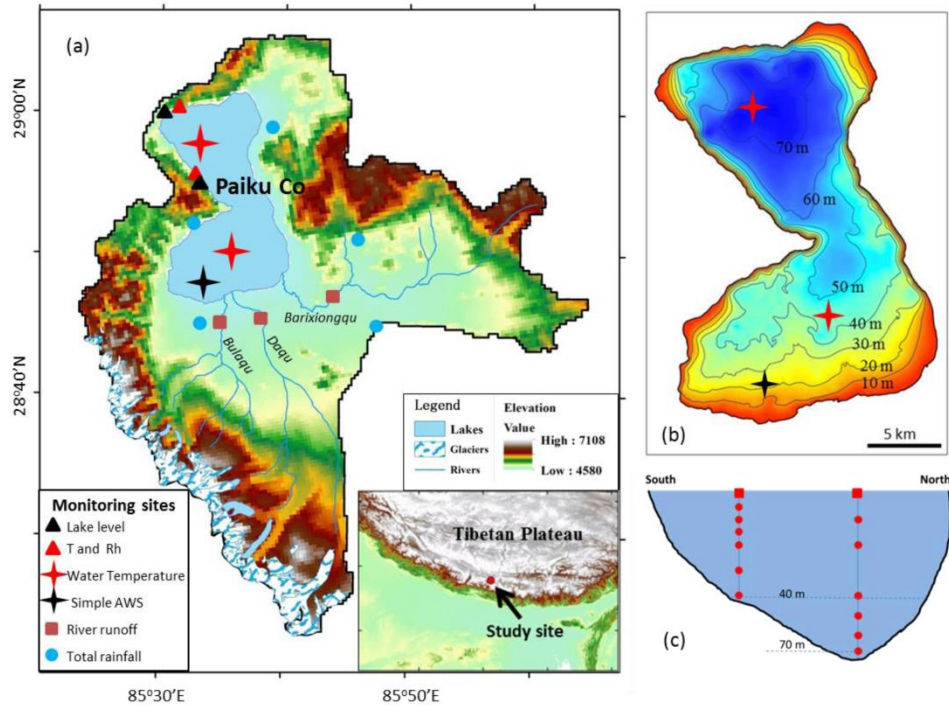 (a)
29°00′N
28°40′N
85°30′E
85°50′E
Paiku Co
Bulaqu
Daqu
Barixiongqu
Legend
Lakes
Glaciers
Rivers
Elevation
Value
High : 7108
Low : 4580
Monitoring sites
Lake level
T and Rh
Water Temperature
Simple AWS
River runoff
Total rainfall
Tibetan Plateau
Study site
70 m
60 m
50 m
40 m
30 m
20 m
10 m
(b)
5 km
South
North
40 m
70 m
(c)